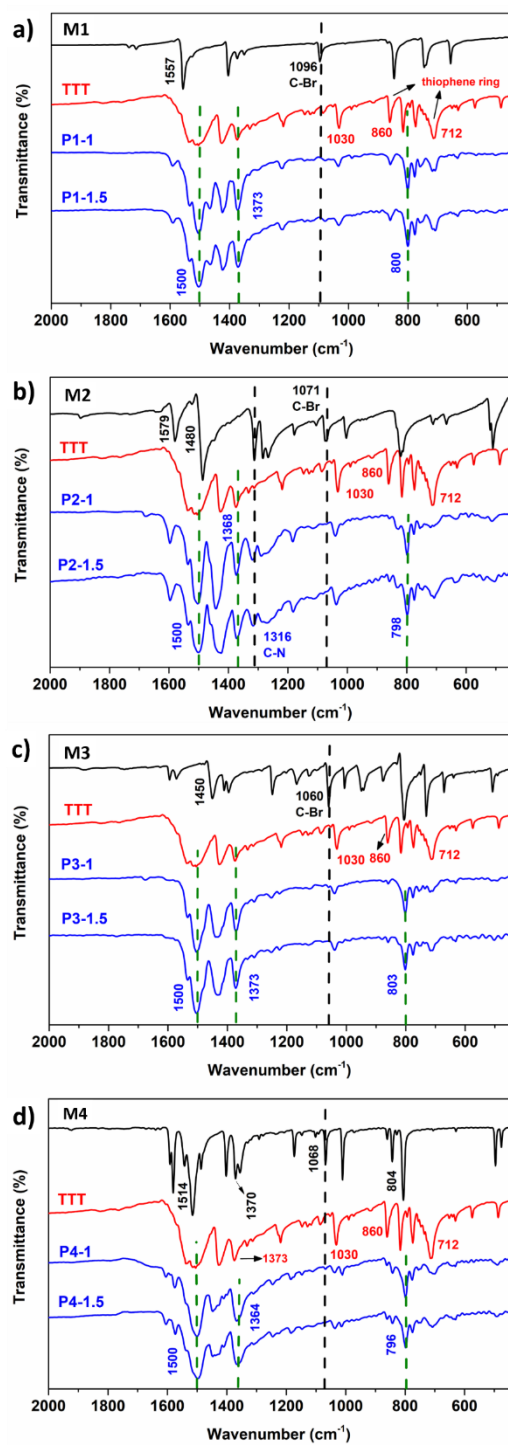 a)
M1
1557
1096
C-Br
thiophene ring
TTT
1030
860
712
P1-1
1373
P1-1.5
1500
800
Transmittance (%)
2000 1800 1600 1400 1200 1000 800 600
Wavenumber (cm⁻¹)
b)
M2
1579
1480
1071
C-Br
TTT
860
1030
712
1368
P2-1
P2-1.5
1500
1316
C-N
798
Transmittance (%)
2000 1800 1600 1400 1200 1000 800 600
Wavenumber (cm⁻¹)
c)
M3
1450
1060
C-Br
TTT
1030
860
712
P3-1
P3-1.5
1500
1373
803
Transmittance (%)
2000 1800 1600 1400 1200 1000 800 600
Wavenumber (cm⁻¹)
d)
M4
1514
1370
1068
804
TTT
1373
1030
860
712
P4-1
1364
P4-1.5
1500
796
Transmittance (%)
2000 1800 1600 1400 1200 1000 800 600
Wavenumber (cm⁻¹)